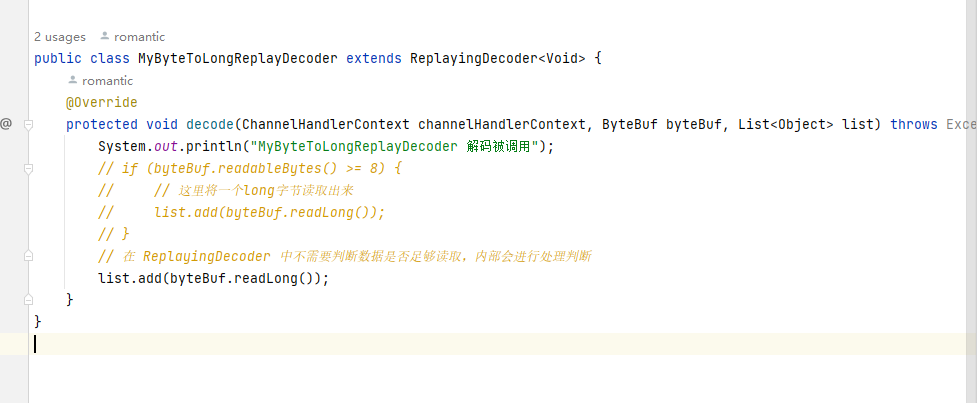 2 usages romantic
public class MyByteToLongReplayDecoder extends ReplayingDecoder<Void> {
romantic
@Override
@ protected void decode(ChannelHandlerContext channelHandlerContext, ByteBuf byteBuf, List<Object> list) throws Exce
System.out.println("MyByteToLongReplayDecoder 解码被调用");
// if (byteBuf.readableBytes() >= 8) {
//     // 这里将一个long字节读取出来
//     list.add(byteBuf.readLong());
// }
// 在 ReplayingDecoder 中不需要判断数据是否足够读取，内部会进行处理判断
list.add(byteBuf.readLong());
}
}